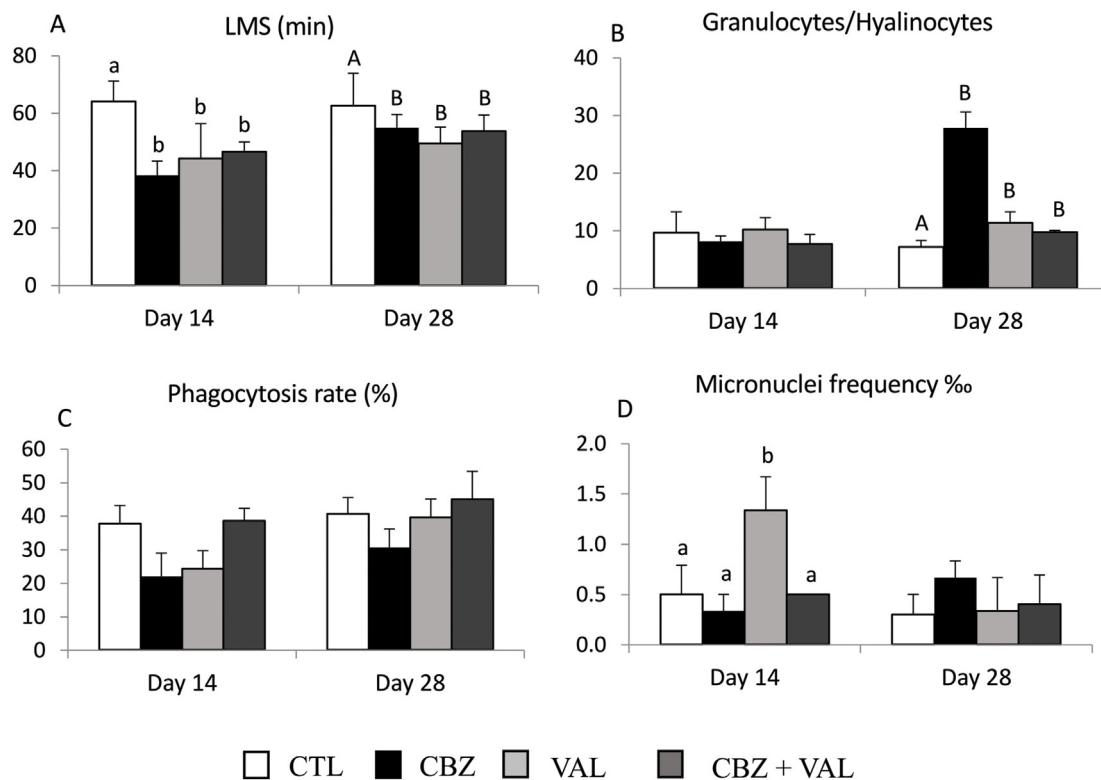 A
LMS (min)
80
60
40
20
0
a
b
b
b
A
B
B
B
Day 14
Day 28
B
Granulocytes/Hyalinocytes
40
30
20
10
0
A
B
B
B
Day 14
Day 28
C
Phagocytosis rate (%)
60
50
40
30
20
10
0
Day 14
Day 28
D
Micronuclei frequency ‰
2.0
1.5
1.0
0.5
0.0
a
a
b
a
Day 14
Day 28
CTL CBZ VAL CBZ + VAL